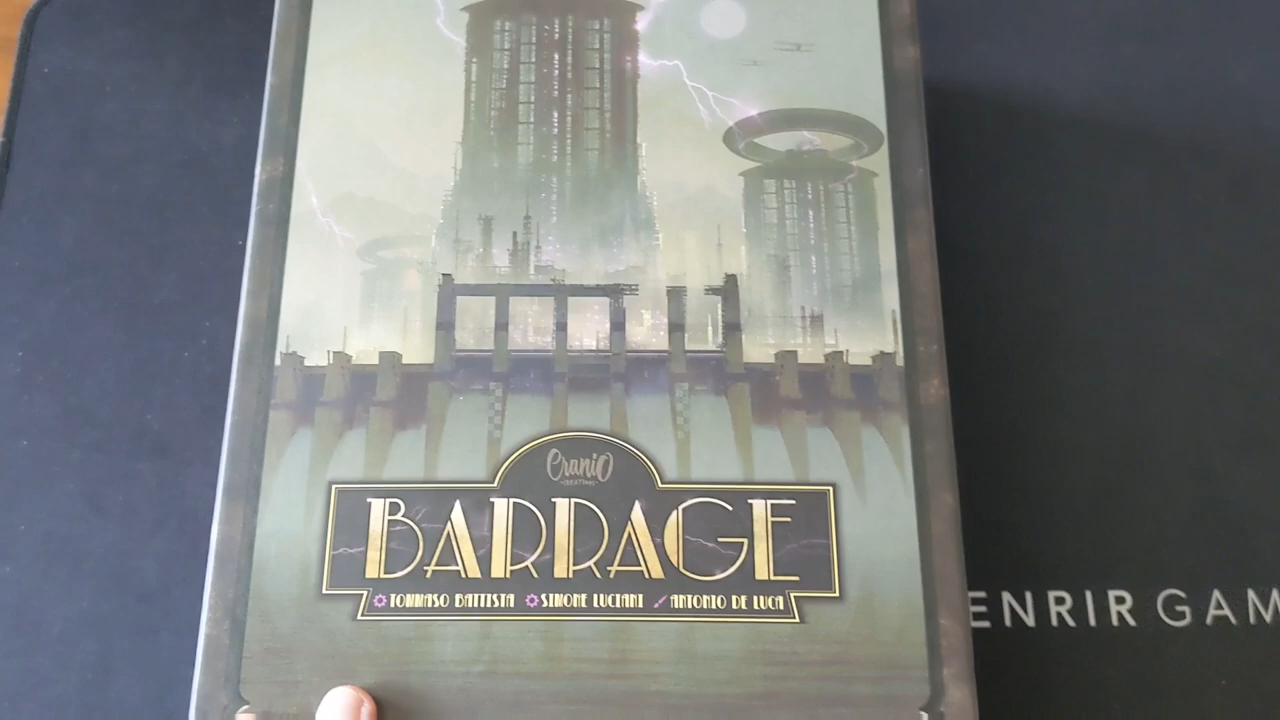 Cranio
CREATIONS
BARRAGE
TOMMASO BATTISTA SIMONE LUCIANI ANTONIO DE LUCA
ENRIR GAM